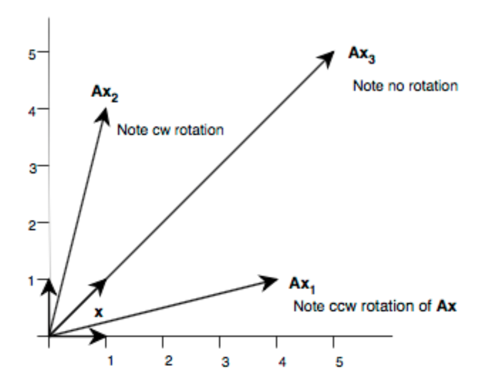 5
Ax3
Note no rotation
Ax2
4
Note cw rotation
3
2
1
Ax1
x
Note ccw rotation of Ax
1 2 3 4 5